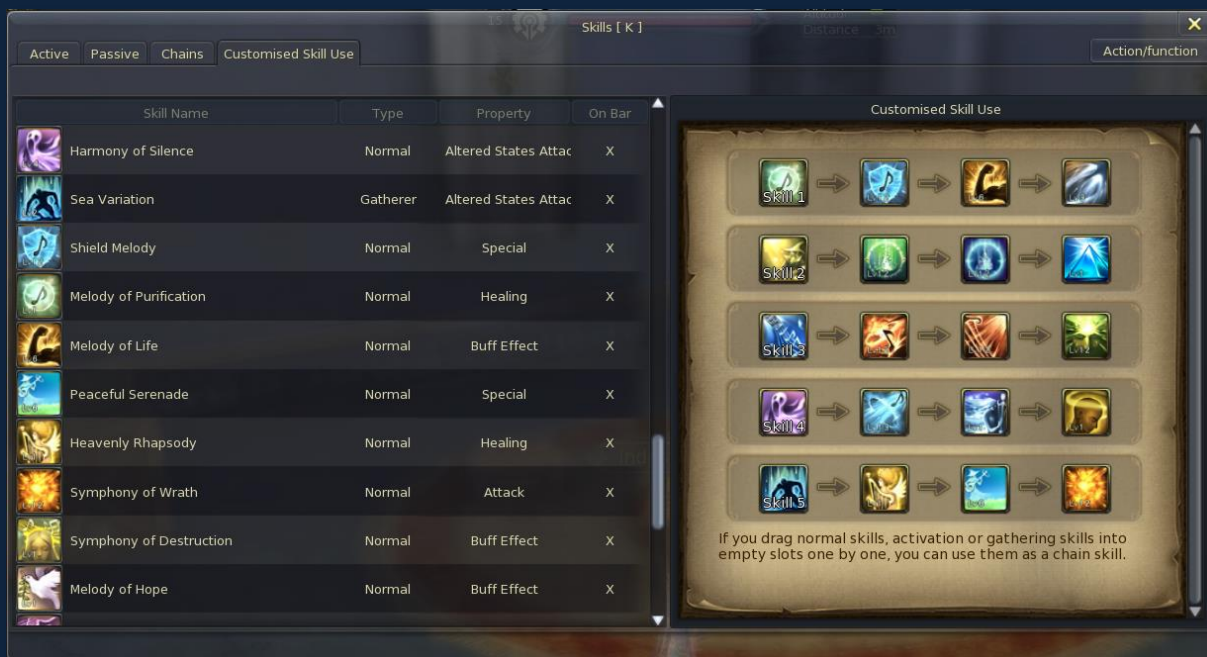 15
Distance 3m
Skills [ K ]
Active Passive Chains Customised Skill Use
Action/function
Skill Name Type Property On Bar
Harmony of Silence Normal Altered States Attac X
Sea Variation Gatherer Altered States Attac X
Shield Melody Normal Special X
Melody of Purification Normal Healing X
Melody of Life Normal Buff Effect X
Peaceful Serenade Normal Special X
Heavenly Rhapsody Normal Healing X
Symphony of Wrath Normal Attack X
Symphony of Destruction Normal Buff Effect X
Melody of Hope Normal Buff Effect X
Customised Skill Use
Skill 1
Skill 2
Skill 3
Skill 4
Skill 5
If you drag normal skills, activation or gathering skills into
empty slots one by one, you can use them as a chain skill.